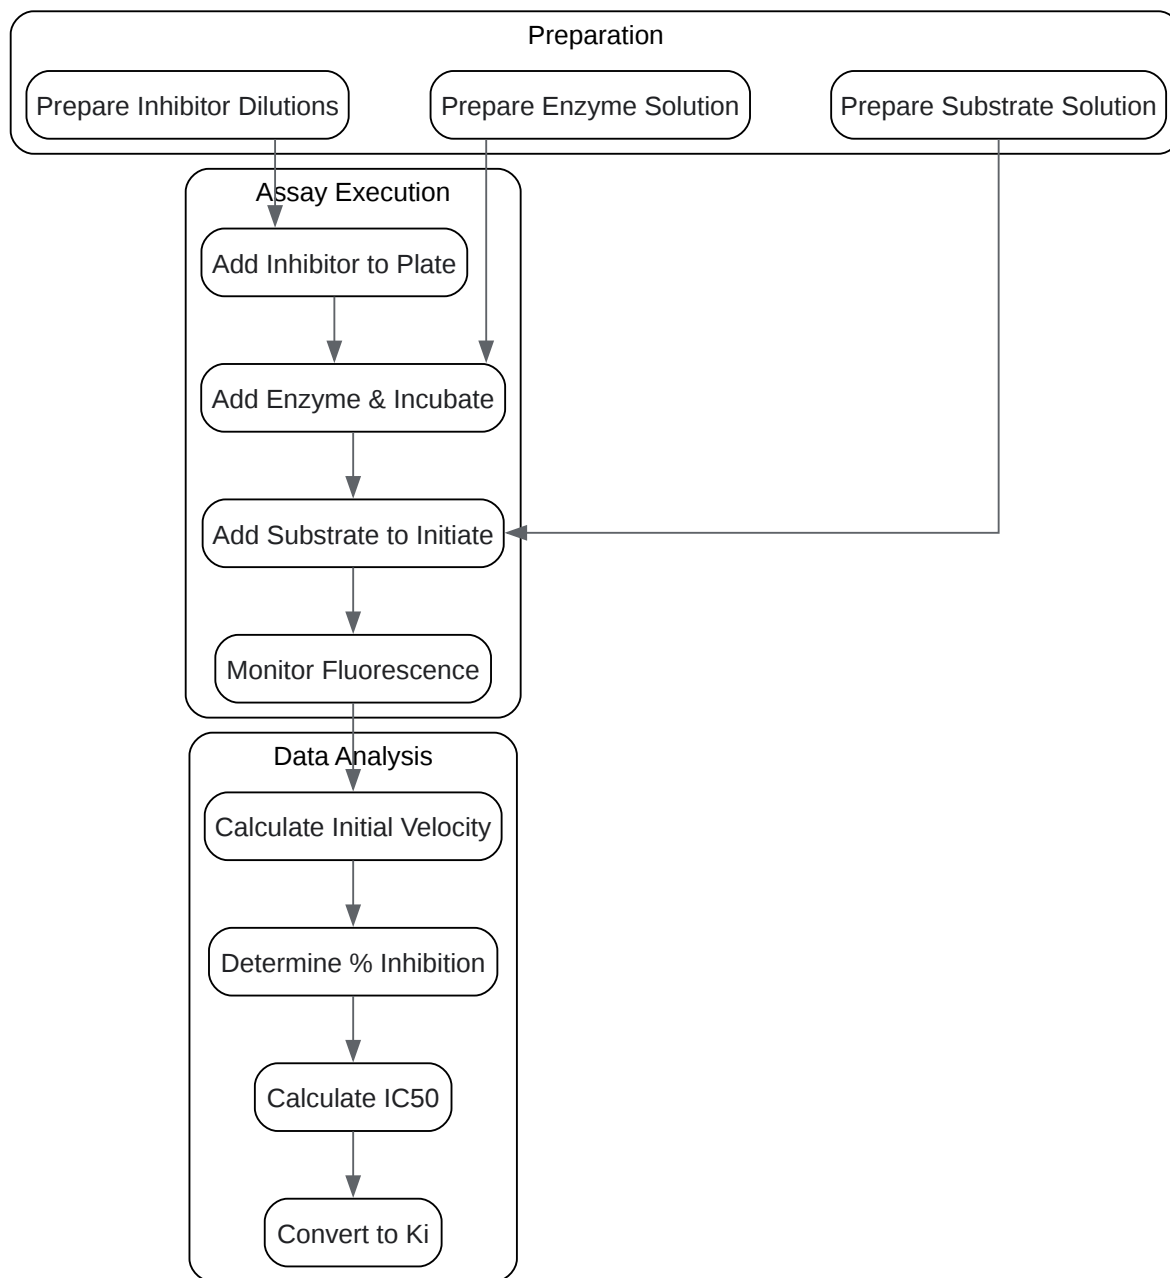 Preparation
Prepare Inhibitor Dilutions
Prepare Enzyme Solution
Prepare Substrate Solution
Assay Execution
Add Inhibitor to Plate
Add Enzyme & Incubate
Add Substrate to Initiate
Monitor Fluorescence
Data Analysis
Calculate Initial Velocity
Determine % Inhibition
Calculate IC50
Convert to Ki